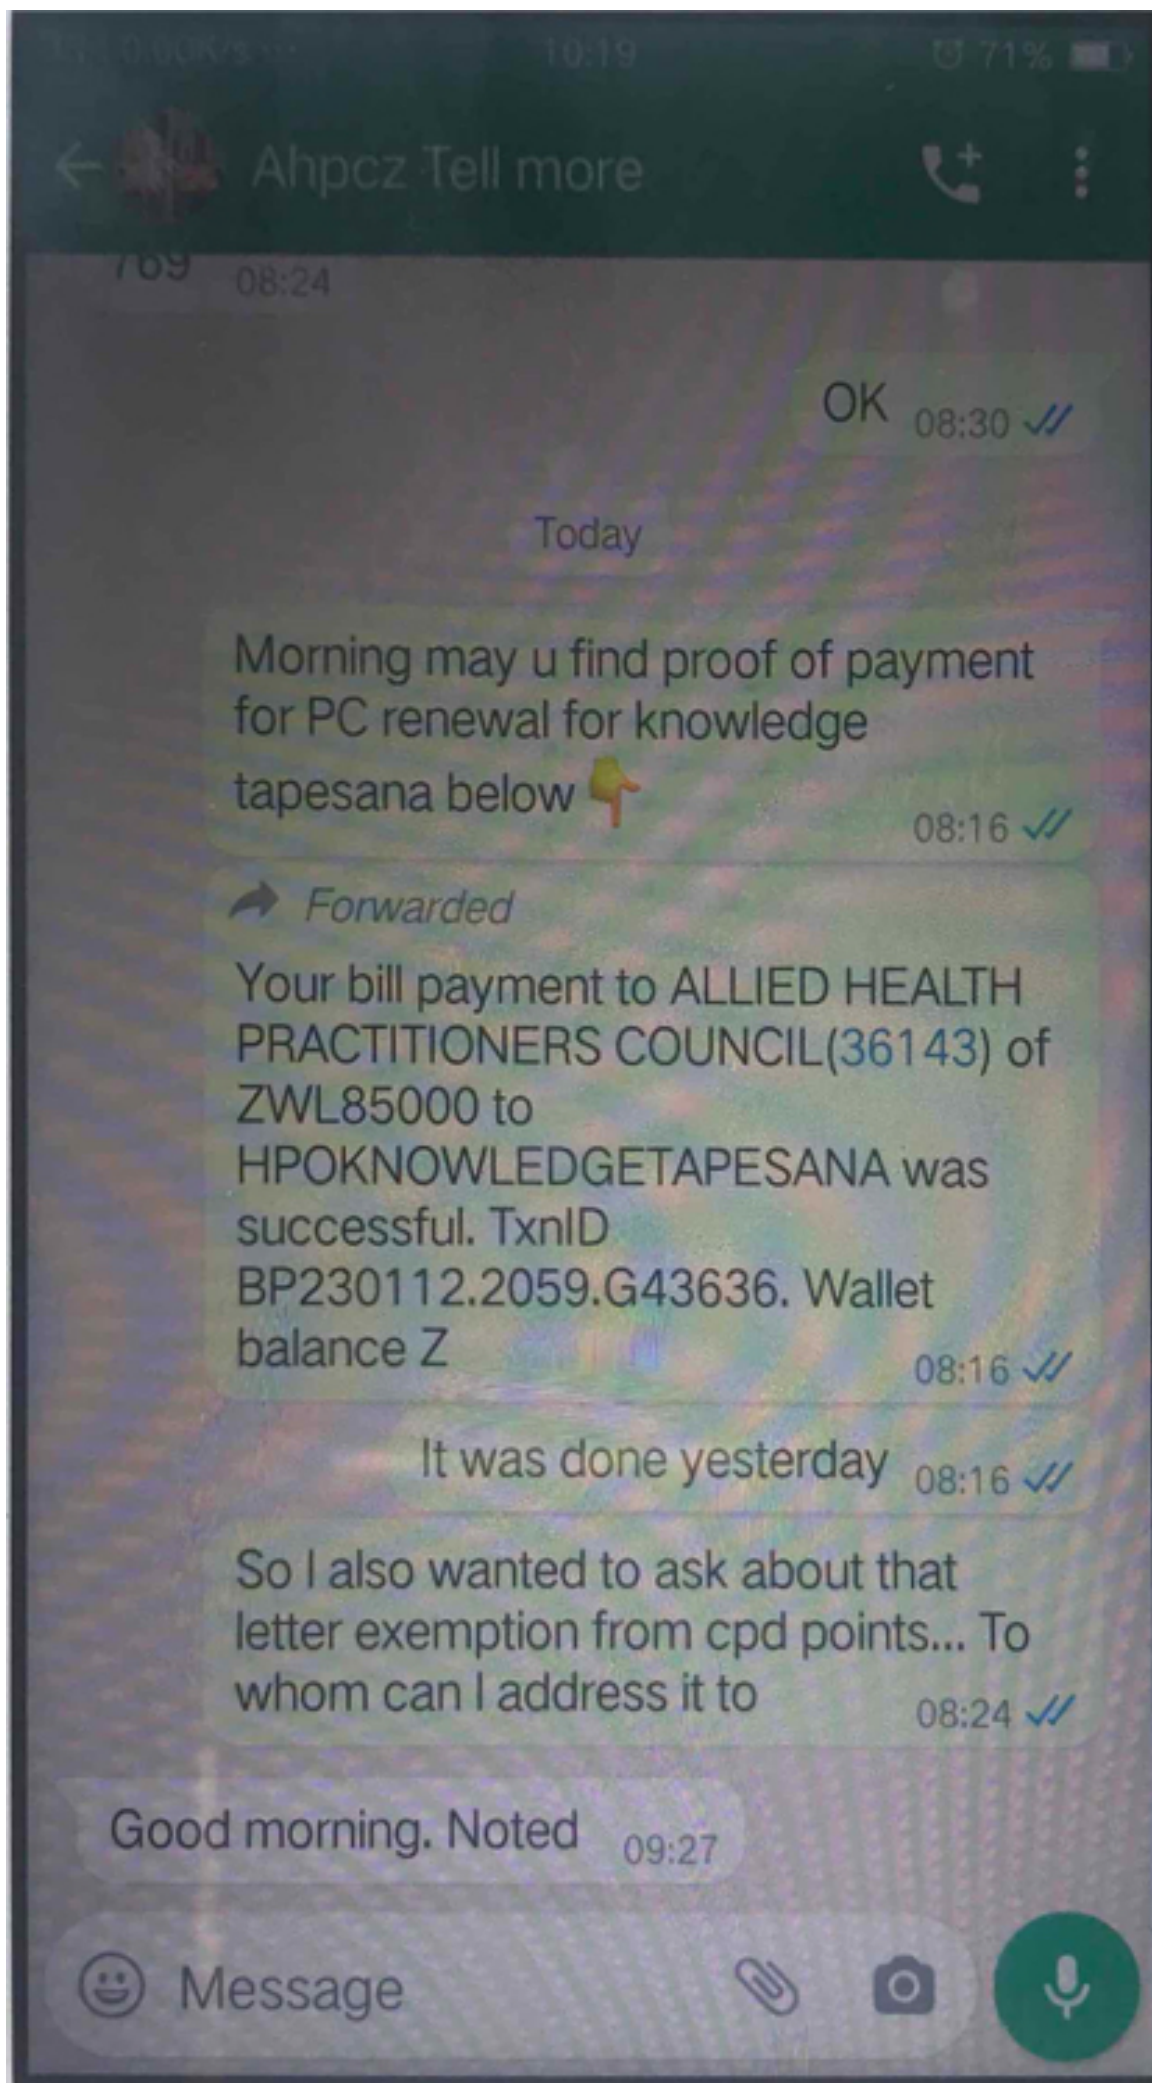 0.00K/s ... 10:19 71%
Ahpcz Tell more
769 08:24
OK 08:30
Today
Morning may u find proof of payment
for PC renewal for knowledge
tapesana below 08:16
Forwarded
Your bill payment to ALLIED HEALTH
PRACTITIONERS COUNCIL(36143) of
ZWL85000 to
HPOKNOWLEDGETAPESANA was
successful. TxnID
BP230112.2059.G43636. Wallet
balance Z 08:16
It was done yesterday 08:16
So I also wanted to ask about that
letter exemption from cpd points... To
whom can I address it to 08:24
Good morning. Noted 09:27
Message